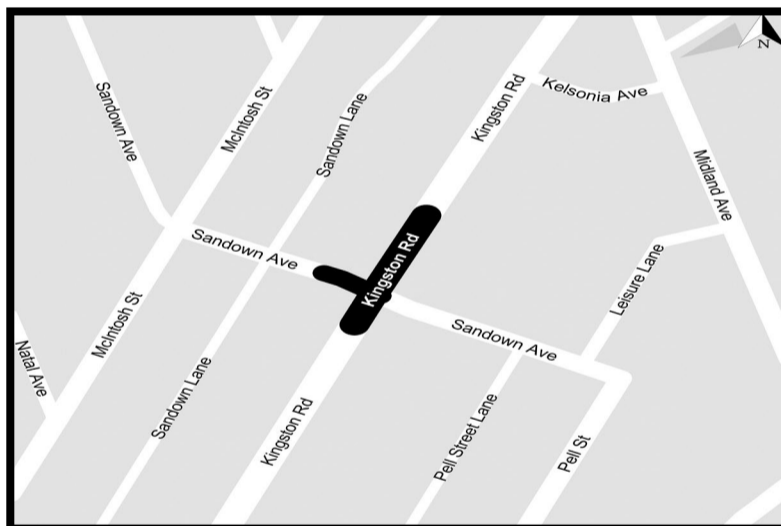 N
Kelsonia Ave
Kingston Rd
Sandown Ave
McIntosh St
Sandown Lane
Midland Ave
Sandown Ave
Kingston Rd
Leisure Lane
McIntosh St
Sandown Ave
Natal Ave
Sandown Lane
Kingston Rd
Pell Street Lane
Pell St